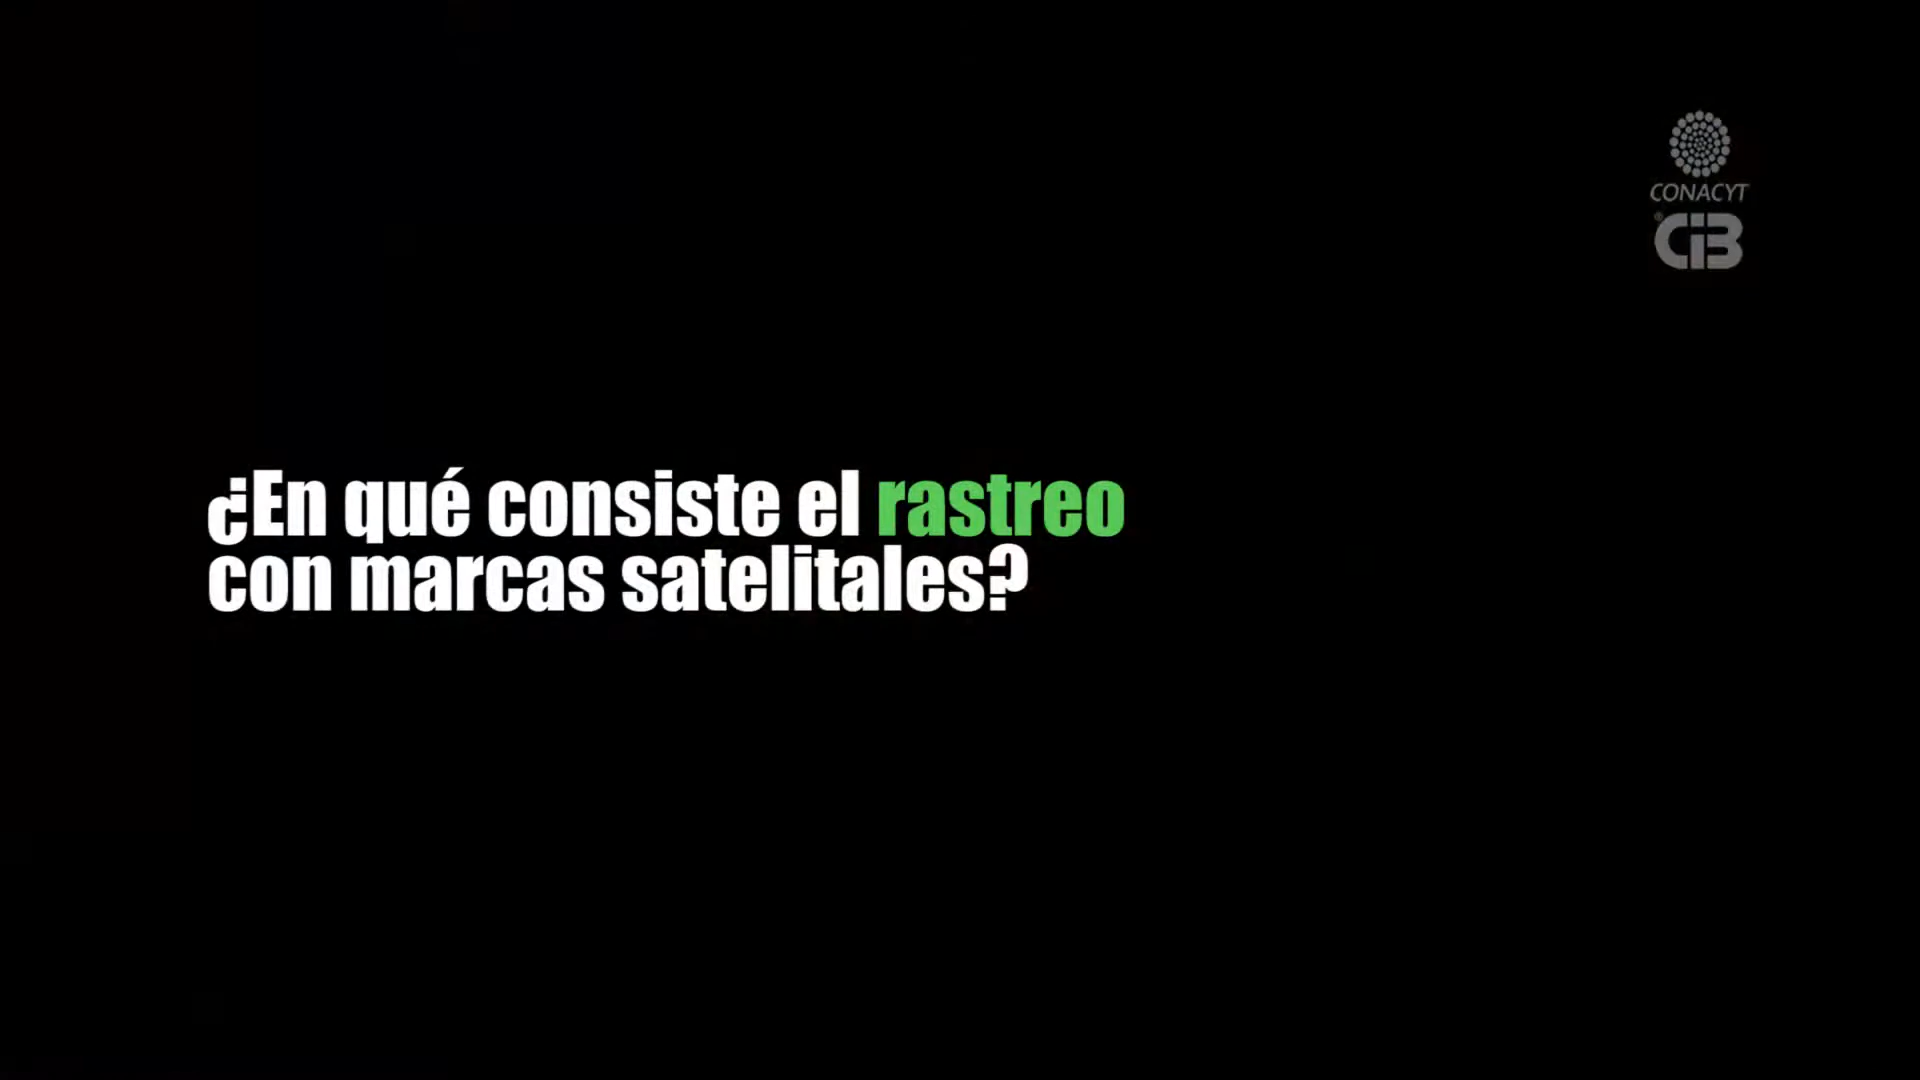 CONACYT
®CiB
¿En qué consiste el rastreo
con marcas satelitales?